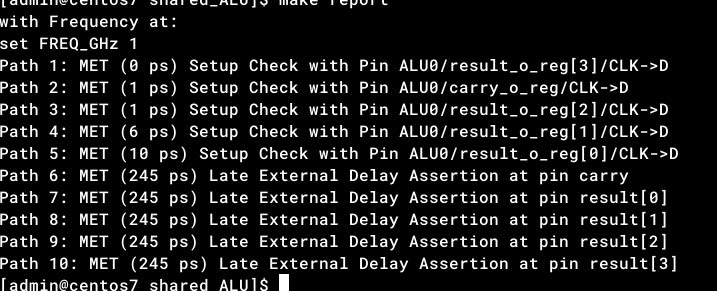 [admin@centos7 shared_ALU]$ make report
with Frequency at:
set FREQ_GHz 1
Path 1: MET (0 ps) Setup Check with Pin ALU0/result_o_reg[3]/CLK->D
Path 2: MET (1 ps) Setup Check with Pin ALU0/carry_o_reg/CLK->D
Path 3: MET (1 ps) Setup Check with Pin ALU0/result_o_reg[2]/CLK->D
Path 4: MET (6 ps) Setup Check with Pin ALU0/result_o_reg[1]/CLK->D
Path 5: MET (10 ps) Setup Check with Pin ALU0/result_o_reg[0]/CLK->D
Path 6: MET (245 ps) Late External Delay Assertion at pin carry
Path 7: MET (245 ps) Late External Delay Assertion at pin result[0]
Path 8: MET (245 ps) Late External Delay Assertion at pin result[1]
Path 9: MET (245 ps) Late External Delay Assertion at pin result[2]
Path 10: MET (245 ps) Late External Delay Assertion at pin result[3]
[admin@centos7 shared_ALU]$